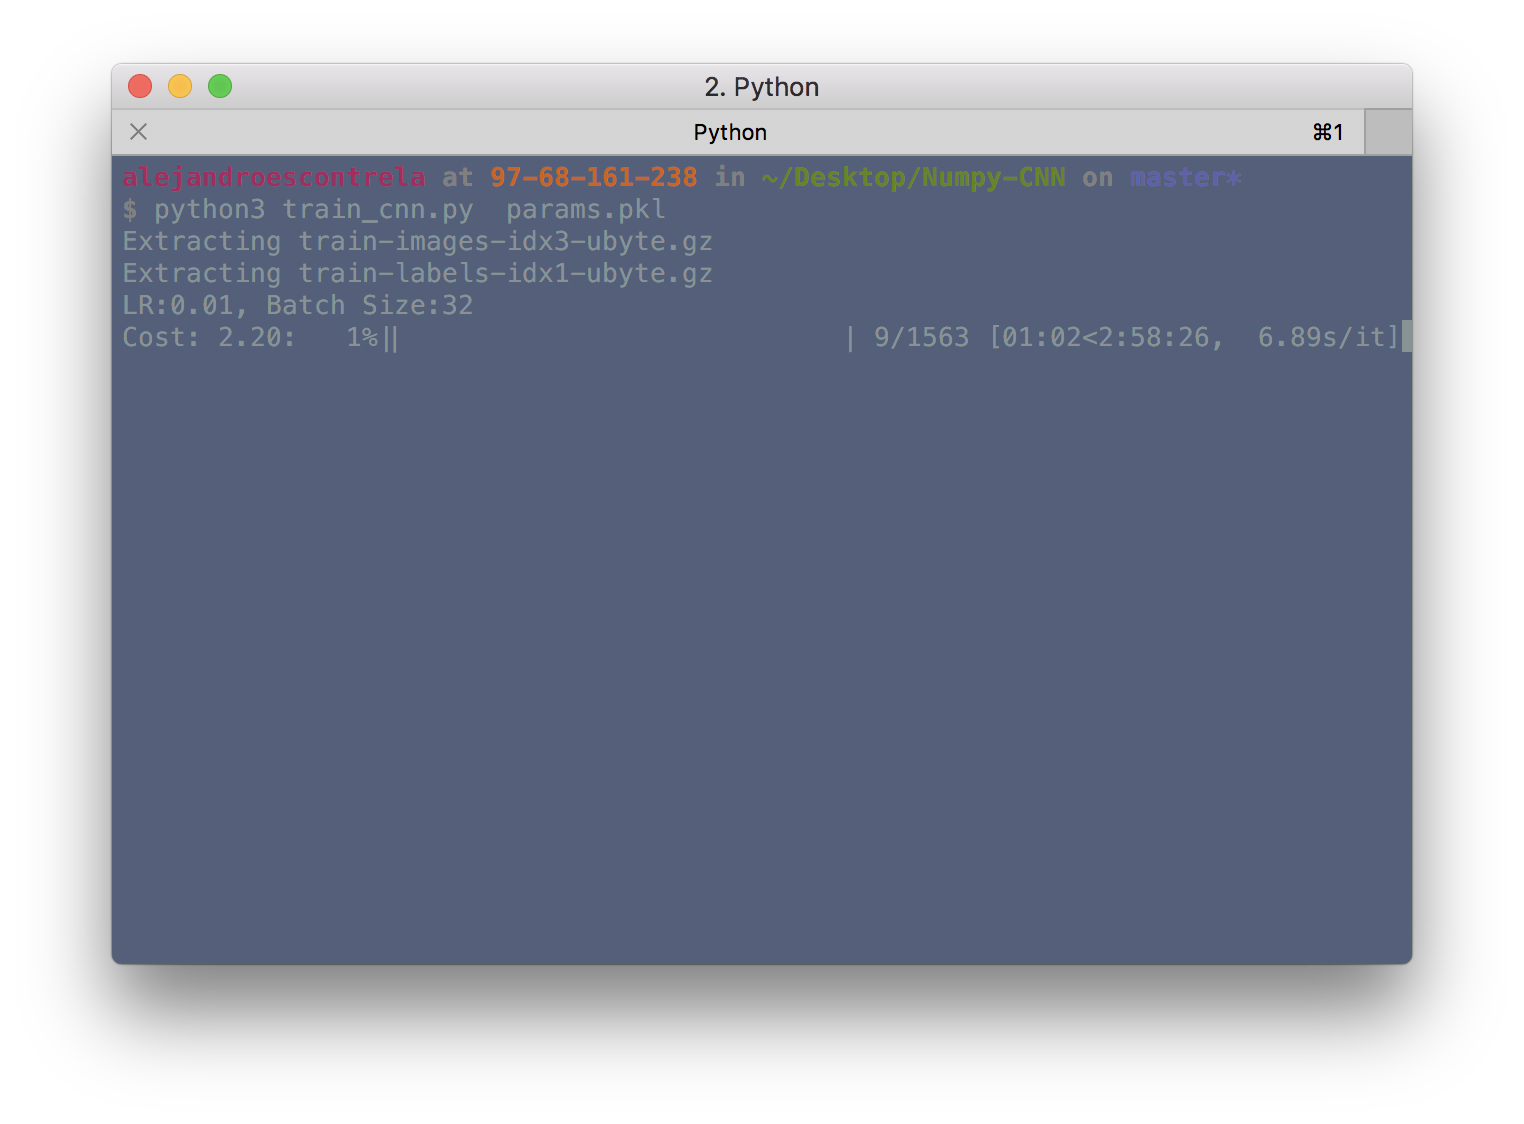 2. Python
Python ⌘1
alejandroescontrela at 97-68-161-238 in ~/Desktop/Numpy-CNN on master*
$ python3 train_cnn.py  params.pkl
Extracting train-images-idx3-ubyte.gz
Extracting train-labels-idx1-ubyte.gz
LR:0.01, Batch Size:32
Cost: 2.20:   1%|| | 9/1563 [01:02<2:58:26,  6.89s/it]